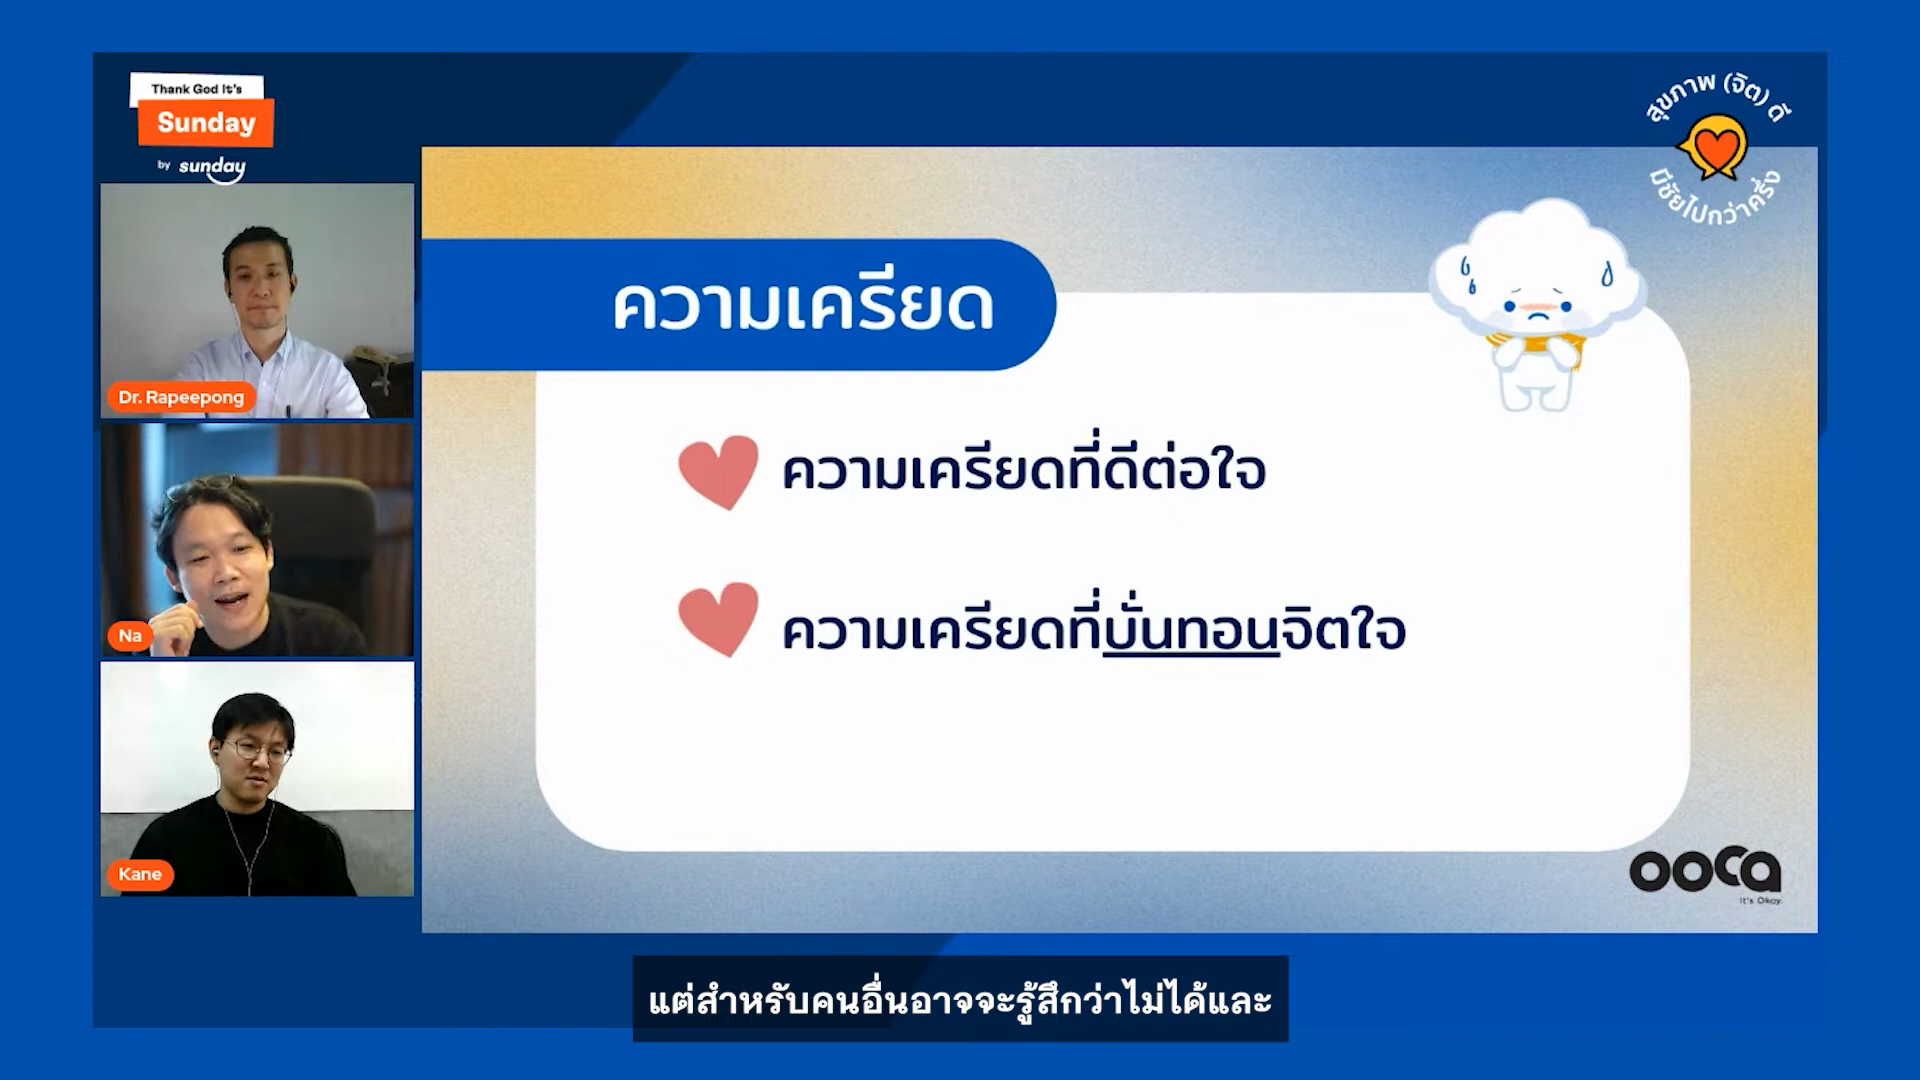 Thank God It's
Sunday
by sunday
สุขภาพ (จิต) ดี
มีชัยไปกว่าครึ่ง
Dr. Rapeepong
Na
Kane
ความเครียด
ความเครียดที่ดีต่อใจ
ความเครียดที่บั่นทอนจิตใจ
ooca
It's Okay.
แต่สำหรับคนอื่นอาจจะรู้สึกว่าไม่ได้และ